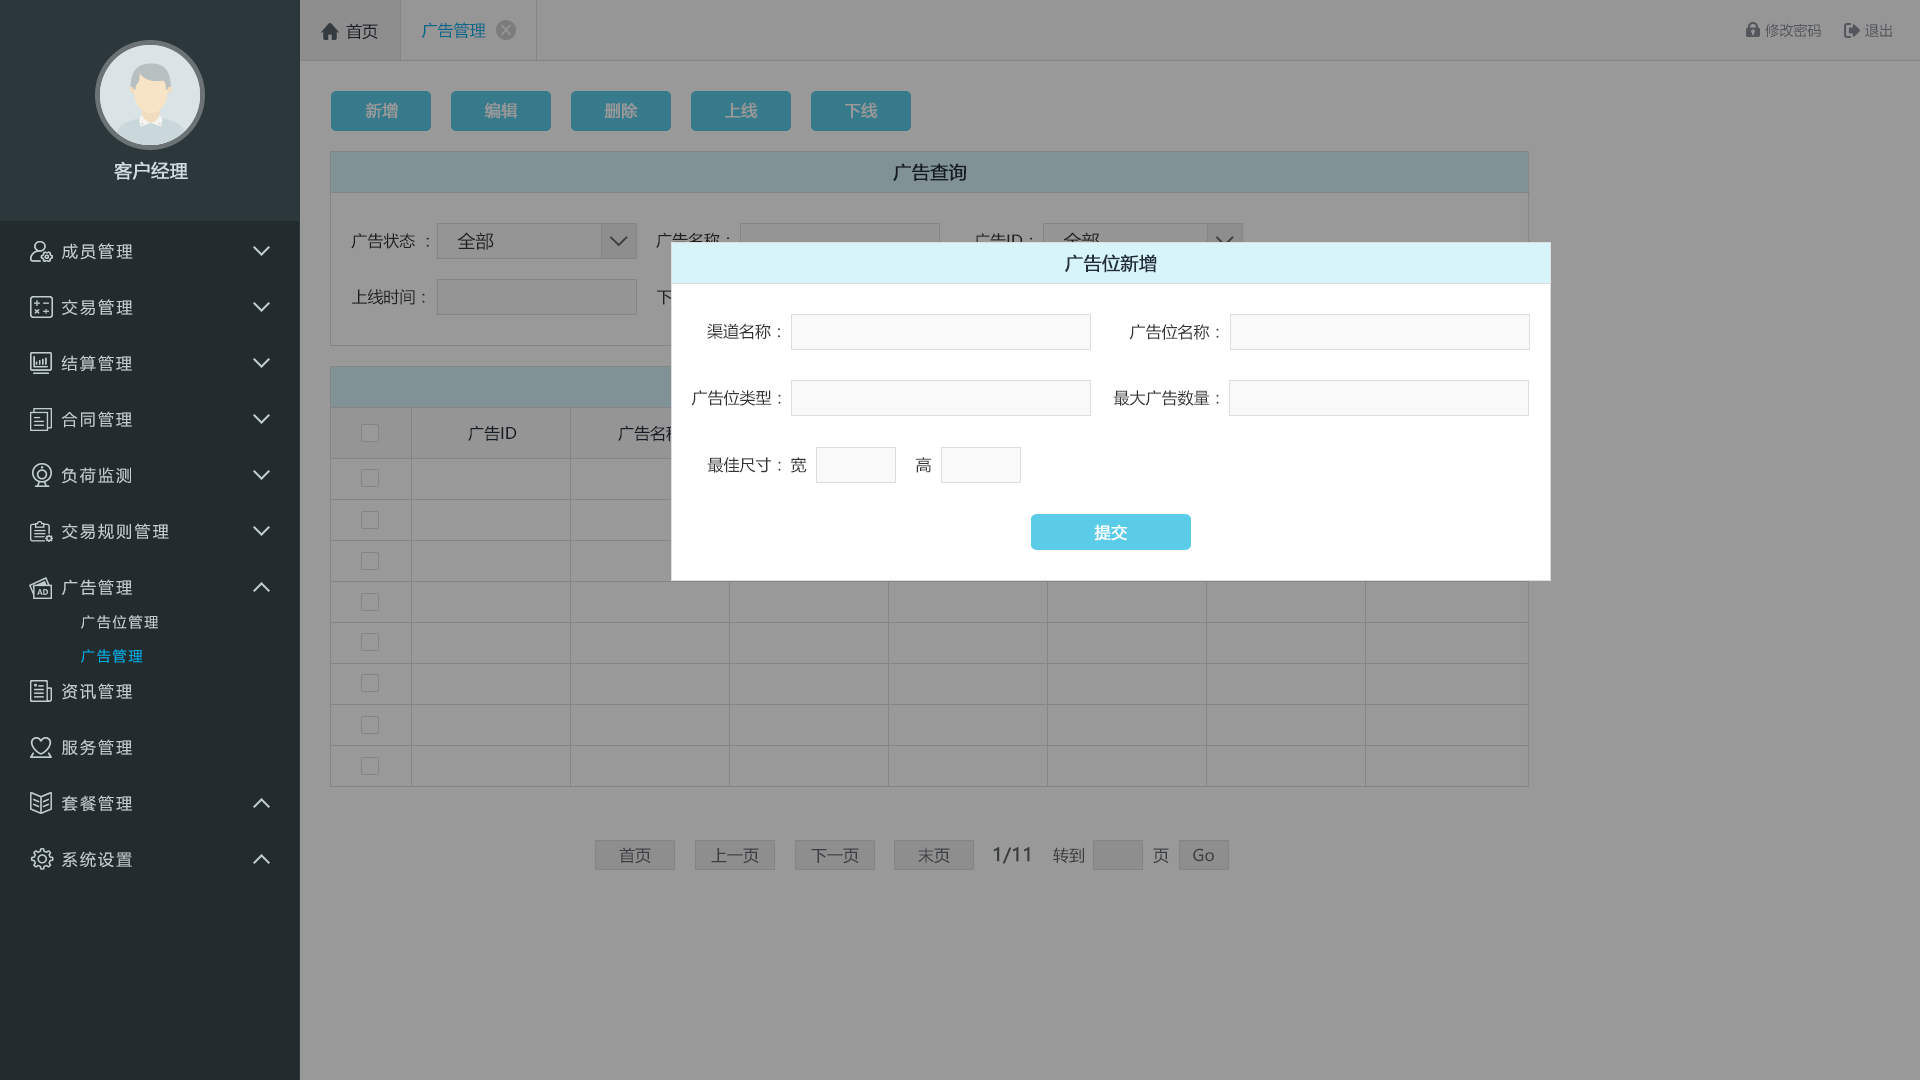 首页
广告管理
修改密码
退出
客户经理
成员管理
交易管理
结算管理
合同管理
负荷监测
交易规则管理
AD 广告管理
广告位管理
广告管理
资讯管理
服务管理
套餐管理
系统设置
新增
编辑
删除
上线
下线
广告查询
广告状态 : 全部
广告名称 :
广告ID : 全部
上线时间 :
下
广告ID
广告名称
广告位新增
渠道名称 :
广告位名称 :
广告位类型 :
最大广告数量 :
最佳尺寸 : 宽
高
提交
首页
上一页
下一页
末页
1/11
转到
页
Go